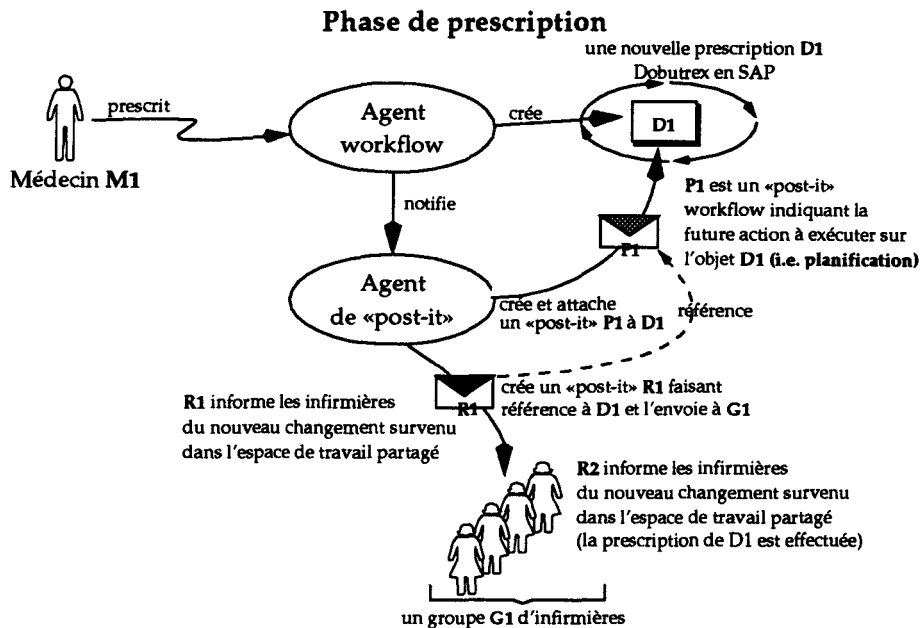 Phase de prescription
une nouvelle prescription D1
Dobutrex en SAP
prescrit
Agent
workflow
crée
D1
Médecin M1
notifie
P1 est un «post-it»
workflow indiquant la
future action à exécuter sur
l'objet D1 (i.e. planification)
P1
Agent
de «post-it»
crée et attache
un «post-it» P1 à D1
référence
R1
crée un «post-it» R1 faisant
référence à D1 et l'envoie à G1
R1 informe les infirmières
du nouveau changement survenu
dans l'espace de travail partagé
R2 informe les infirmières
du nouveau changement survenu
dans l'espace de travail partagé
(la prescription de D1 est effectuée)
un groupe G1 d'infirmières